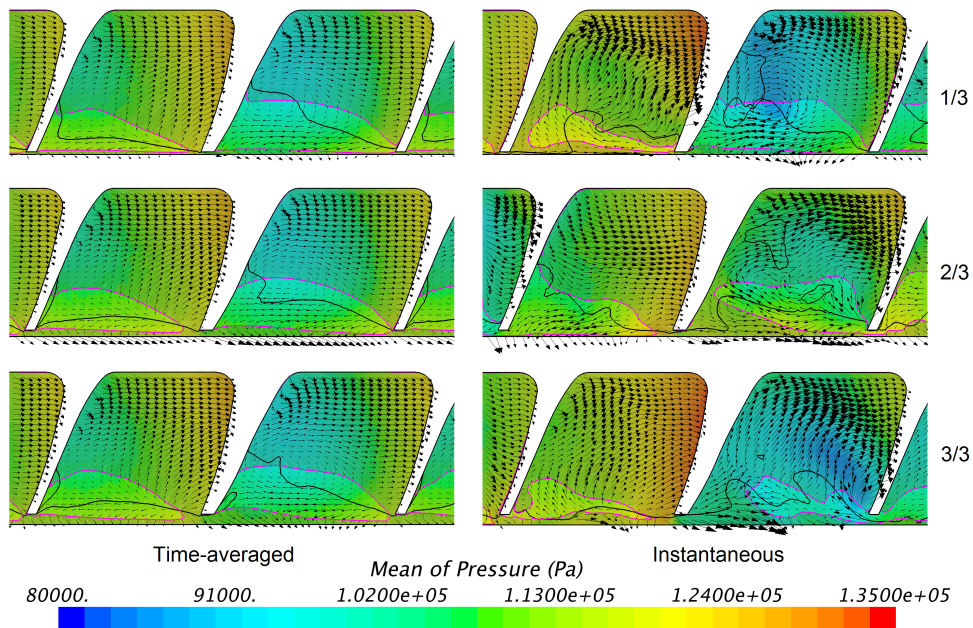 1/3
2/3
3/3
Time-averaged Instantaneous
Mean of Pressure (Pa)
80000. 91000. 1.0200e+05 1.1300e+05 1.2400e+05 1.3500e+05